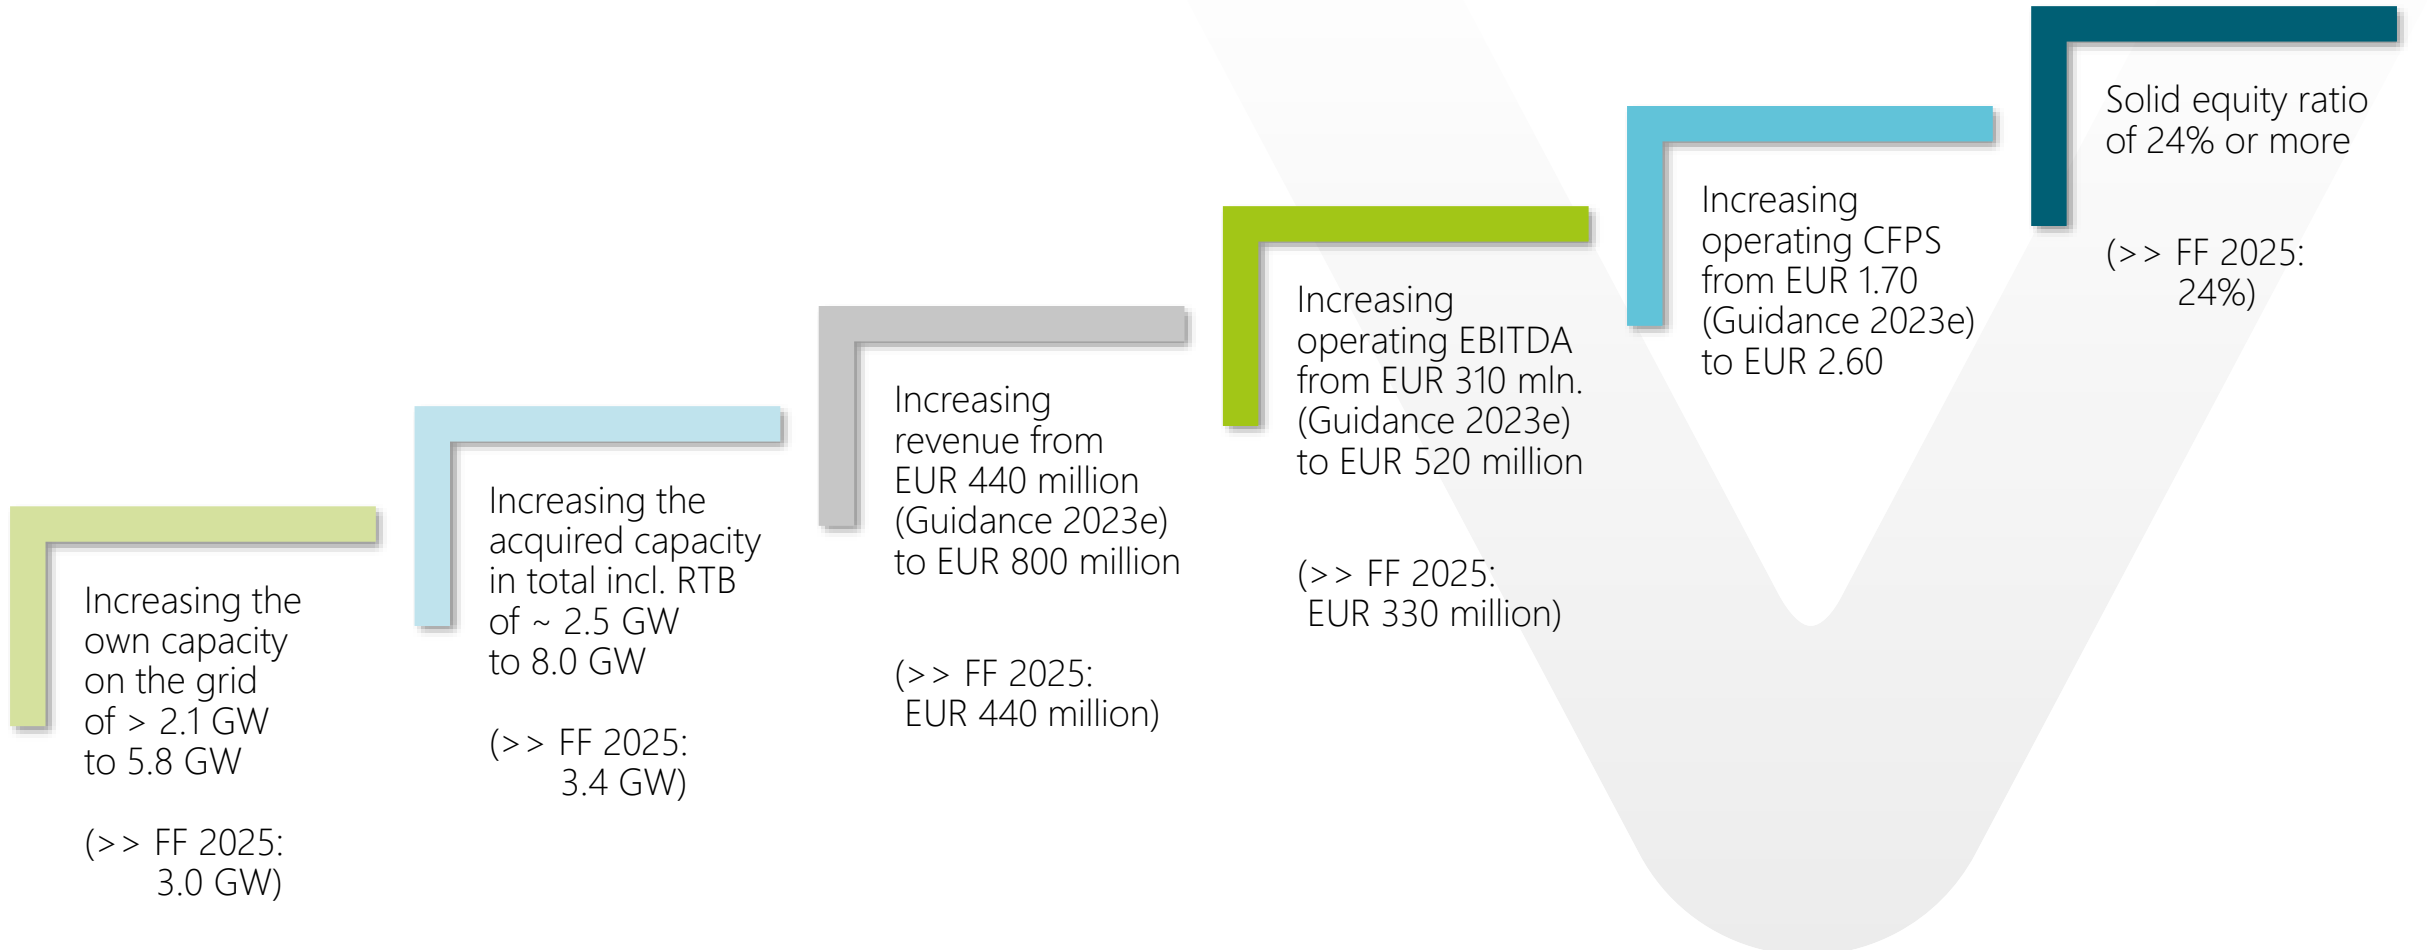 Increasing the
own capacity
on the grid
of > 2.1 GW
to 5.8 GW
(>> FF 2025:
3.0 GW)
Increasing the
acquired capacity
in total incl. RTB
of ~ 2.5 GW
to 8.0 GW
(>> FF 2025:
3.4 GW)
Increasing
revenue from
EUR 440 million
(Guidance 2023e)
to EUR 800 million
(>> FF 2025:
EUR 440 million)
Increasing
operating EBITDA
from EUR 310 mln.
(Guidance 2023e)
to EUR 520 million
(>> FF 2025:
EUR 330 million)
Increasing
operating CFPS
from EUR 1.70
(Guidance 2023e)
to EUR 2.60
Solid equity ratio
of 24% or more
(>> FF 2025:
24%)